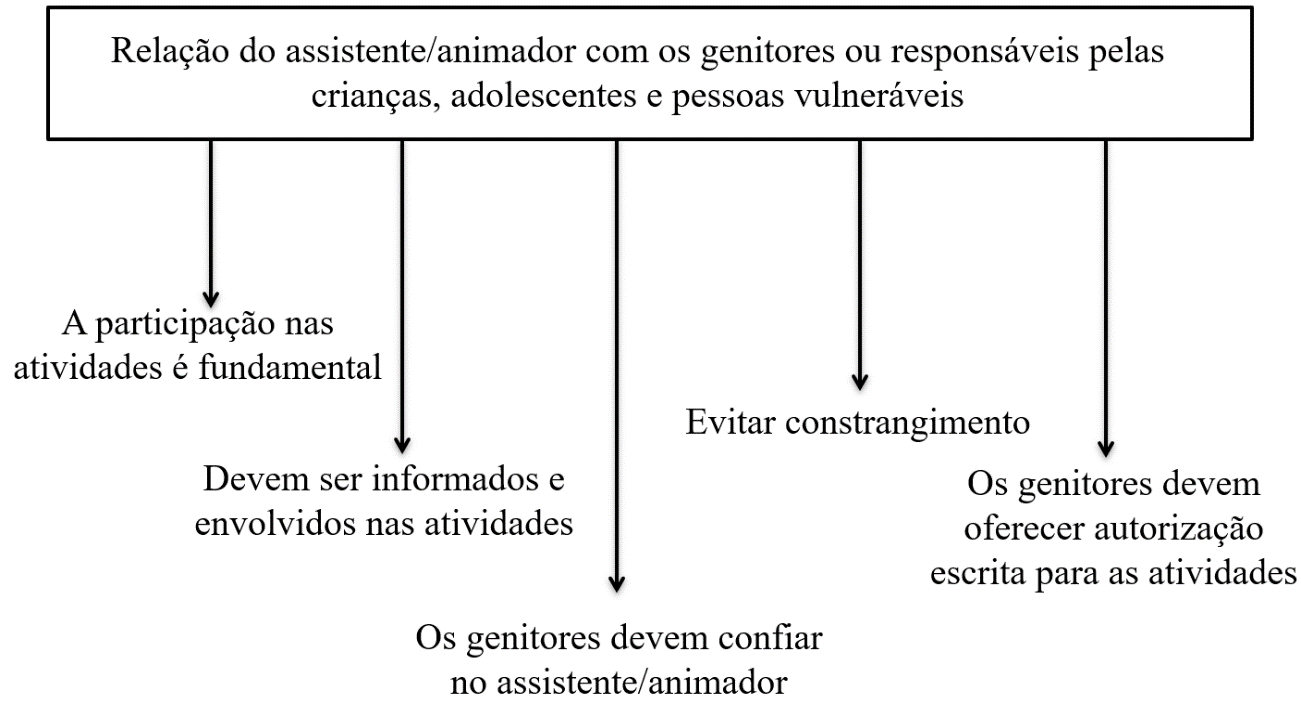 Relação do assistente/animador com os genitores ou responsáveis pelas
crianças, adolescentes e pessoas vulneráveis
A participação nas
atividades é fundamental
Devem ser informados e
envolvidos nas atividades
Os genitores devem confiar
no assistente/animador
Evitar constrangimento
Os genitores devem
oferecer autorização
escrita para as atividades